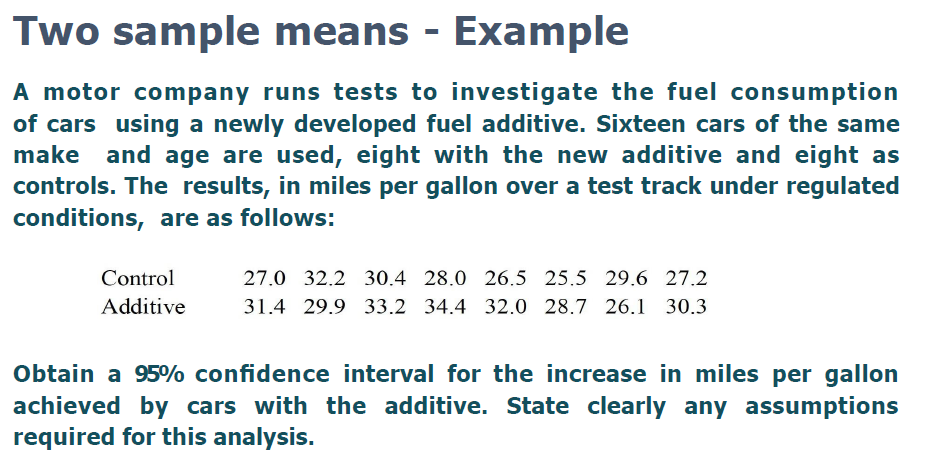 Two sample means - Example
A motor company runs tests to investigate the fuel consumption
of cars using a newly developed fuel additive. Sixteen cars of the same
make and age are used, eight with the new additive and eight as
controls. The results, in miles per gallon over a test track under regulated
conditions, are as follows:
Control 27.0 32.2 30.4 28.0 26.5 25.5 29.6 27.2
Additive 31.4 29.9 33.2 34.4 32.0 28.7 26.1 30.3
Obtain a 95% confidence interval for the increase in miles per gallon
achieved by cars with the additive. State clearly any assumptions
required for this analysis.